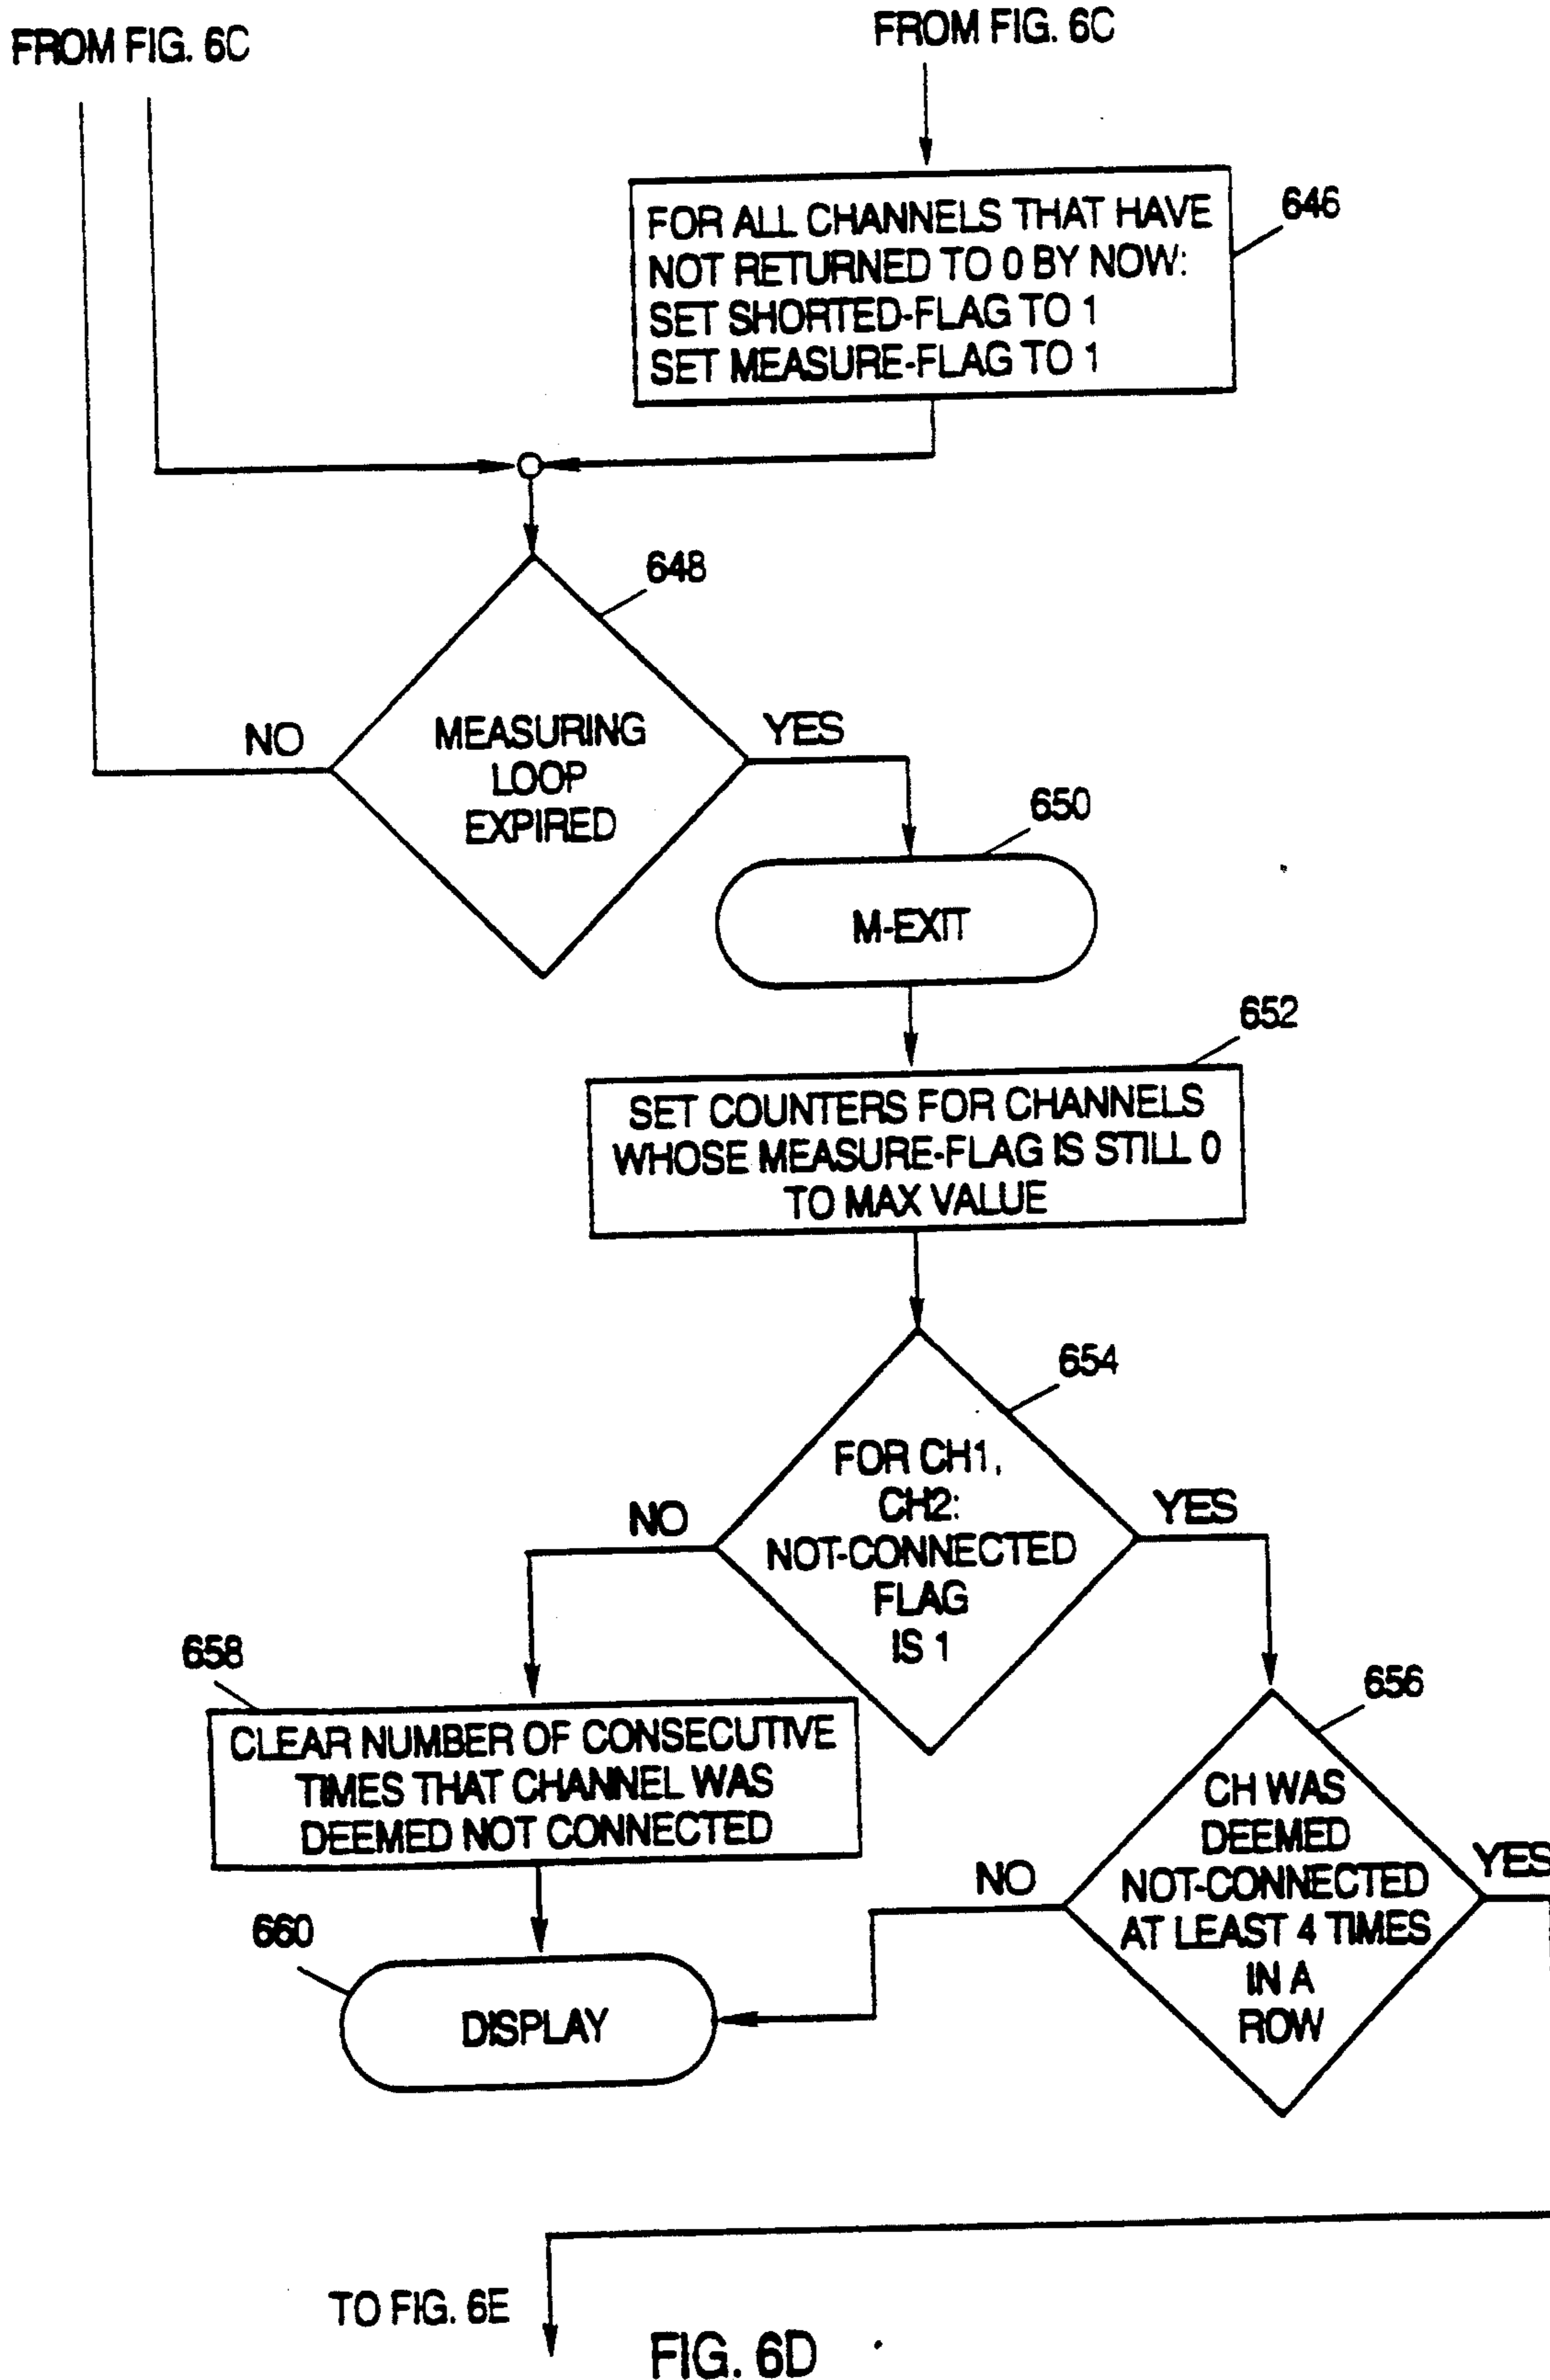 FROM FIG. 6C
FROM FIG. 6C
FOR ALL CHANNELS THAT HAVE
NOT RETURNED TO 0 BY NOW:
SET SHORTED-FLAG TO 1
SET MEASURE-FLAG TO 1
646
648
MEASURING
LOOP
EXPIRED
NO
YES
650
M-EXIT
652
SET COUNTERS FOR CHANNELS
WHOSE MEASURE-FLAG IS STILL 0
TO MAX VALUE
654
FOR CH1,
CH2:
NOT-CONNECTED
FLAG
IS 1
NO
YES
658
CLEAR NUMBER OF CONSECUTIVE
TIMES THAT CHANNEL WAS
DEEMED NOT CONNECTED
656
CH WAS
DEEMED
NOT-CONNECTED
AT LEAST 4 TIMES
IN A
ROW
NO
YES
660
DISPLAY
TO FIG. 6E
FIG. 6D